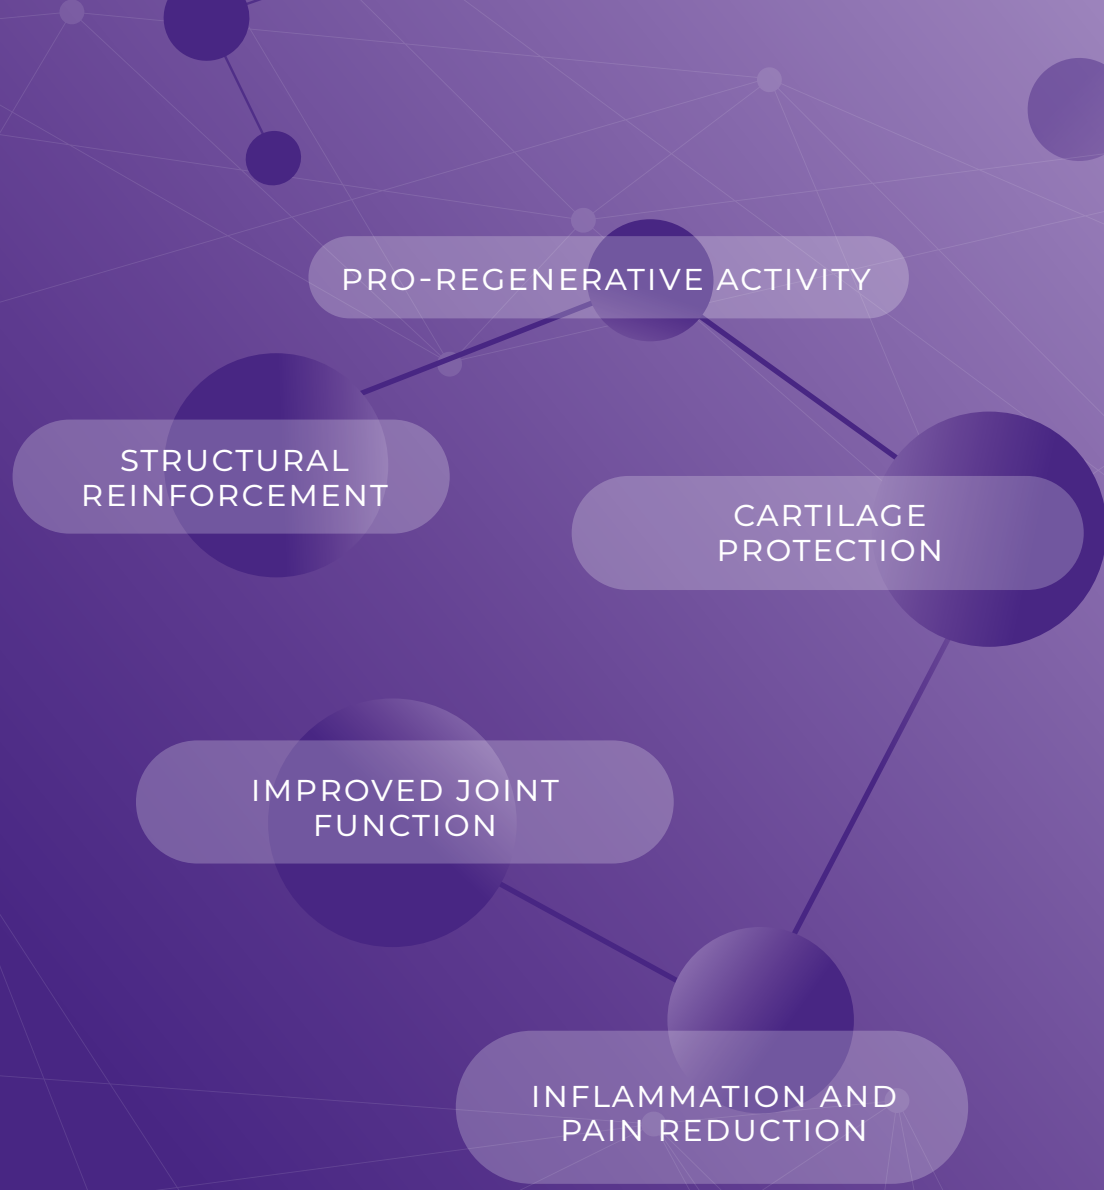 PRO-REGENERATIVE ACTIVITY
STRUCTURAL
REINFORCEMENT
CARTILAGE
PROTECTION
IMPROVED JOINT
FUNCTION
INFLAMMATION AND
PAIN REDUCTION